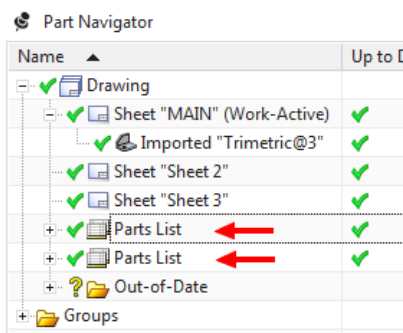 Part Navigator
Name Up to D
Drawing
Sheet "MAIN" (Work-Active)
Imported "Trimetric@3"
Sheet "Sheet 2"
Sheet "Sheet 3"
Parts List
Parts List
Out-of-Date
Groups